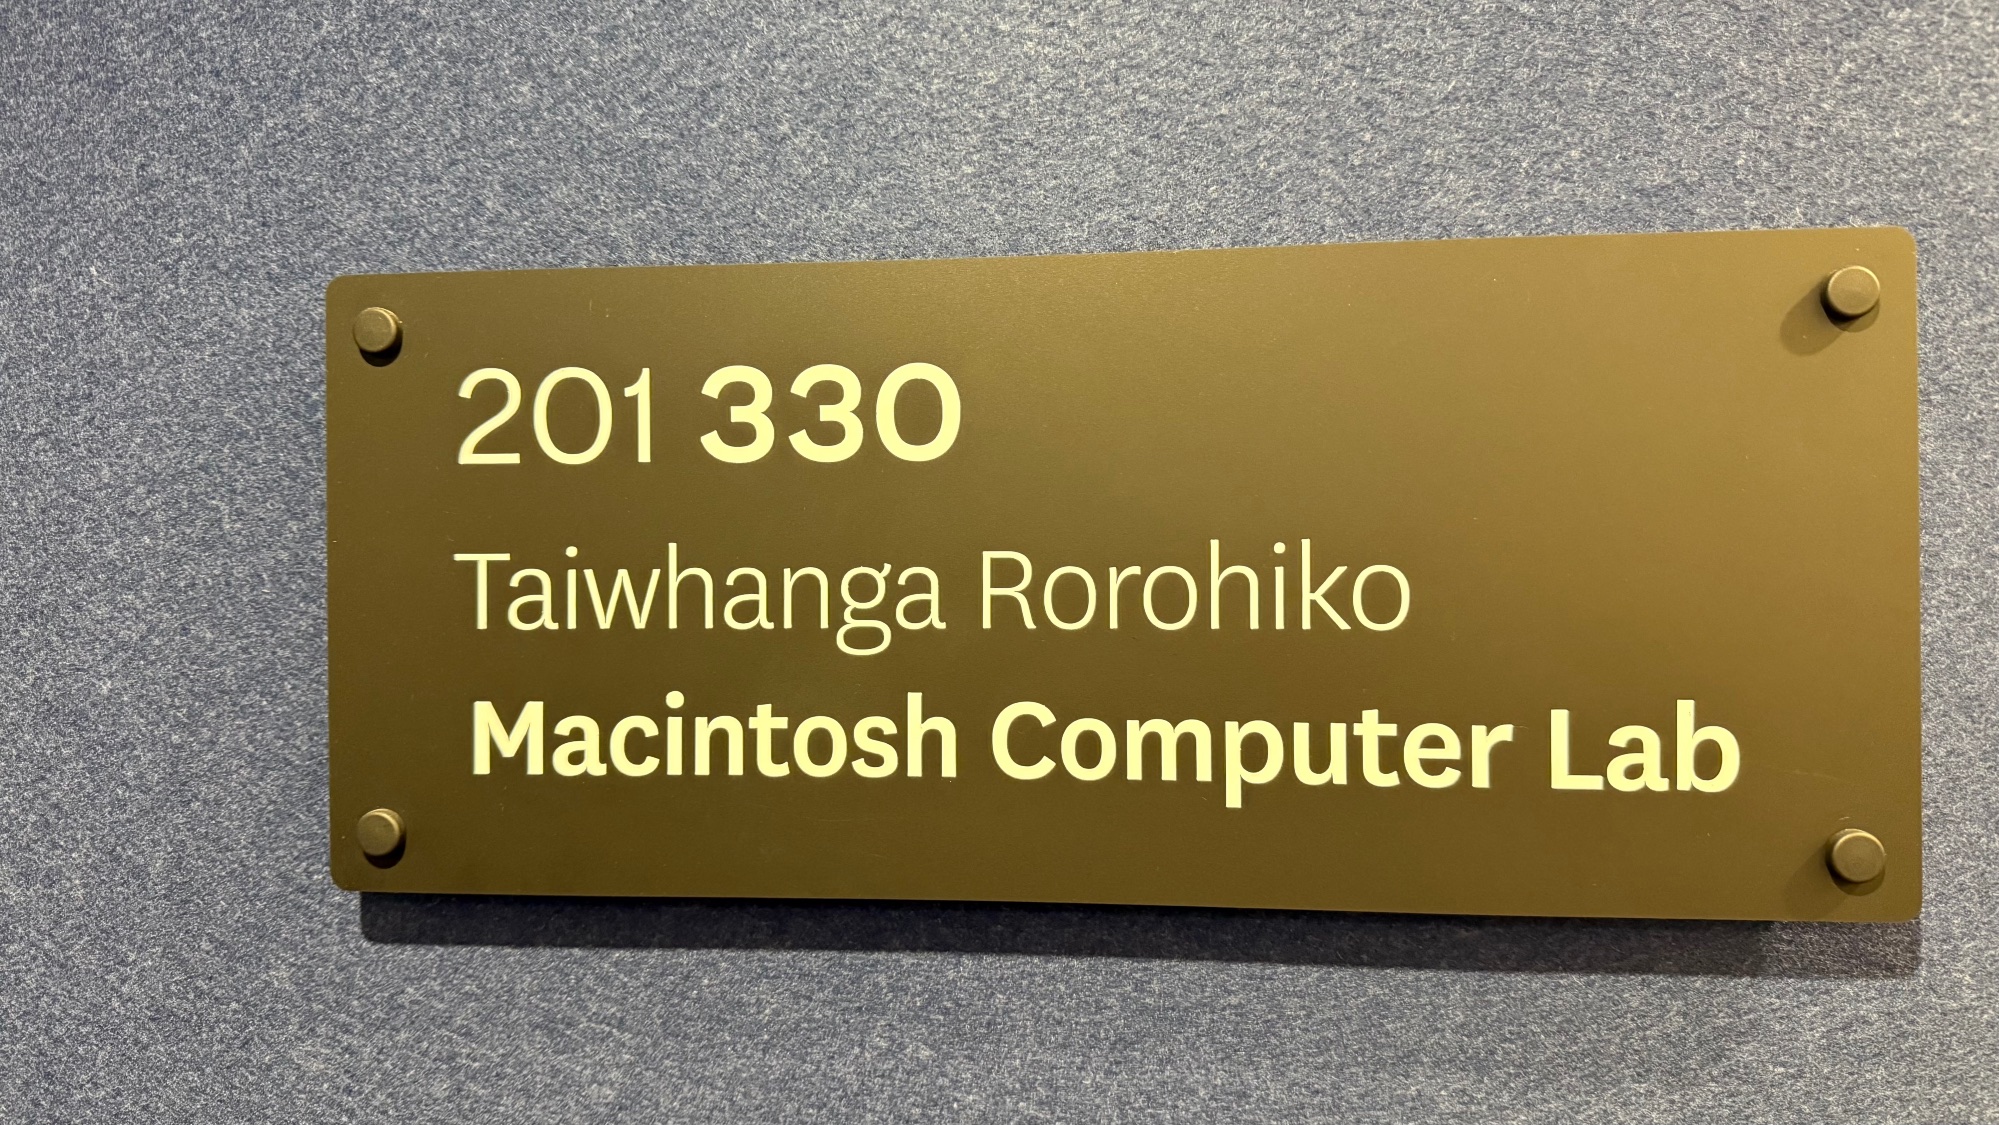 201 330
Taiwhanga Rorohiko
Macintosh Computer Lab